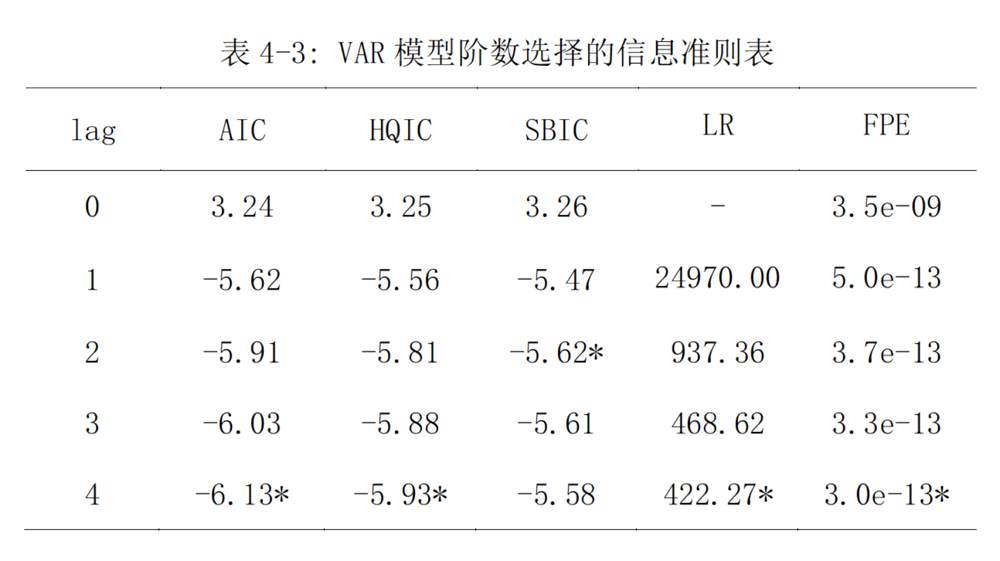 表 4-3: VAR 模型阶数选择的信息准则表
lag AIC HQIC SBIC LR FPE
0 3.24 3.25 3.26 - 3.5e-09
1 -5.62 -5.56 -5.47 24970.00 5.0e-13
2 -5.91 -5.81 -5.62* 937.36 3.7e-13
3 -6.03 -5.88 -5.61 468.62 3.3e-13
4 -6.13* -5.93* -5.58 422.27* 3.0e-13*